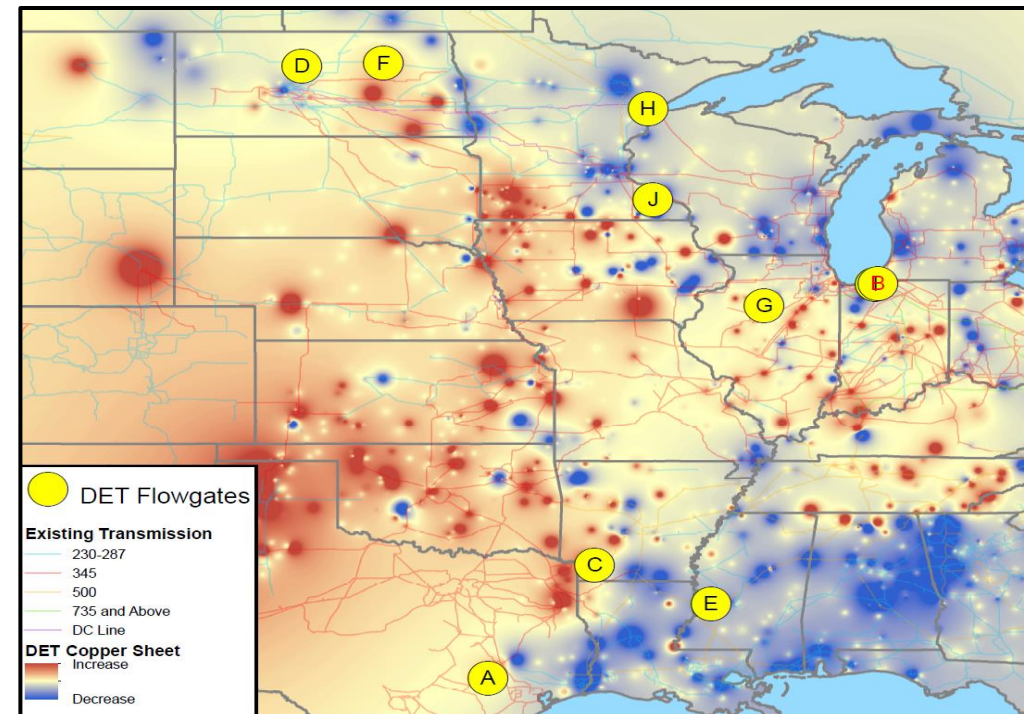 D
F
H
J
B
G
C
E
A
DET Flowgates
Existing Transmission
230-287
345
500
735 and Above
DC Line
DET Copper Sheet
Increase
Decrease